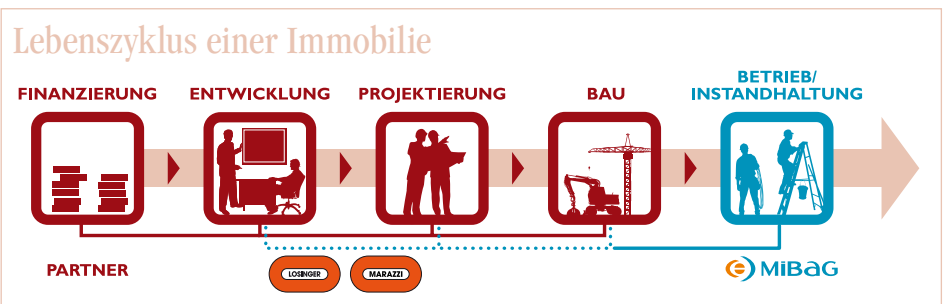 Lebenszyklus einer Immobilie
FINANZIERUNG
ENTWICKLUNG
PROJEKTIERUNG
BAU
BETRIEB/
INSTANDHALTUNG
PARTNER
LOSINGER
MARAZZI
MIBAG